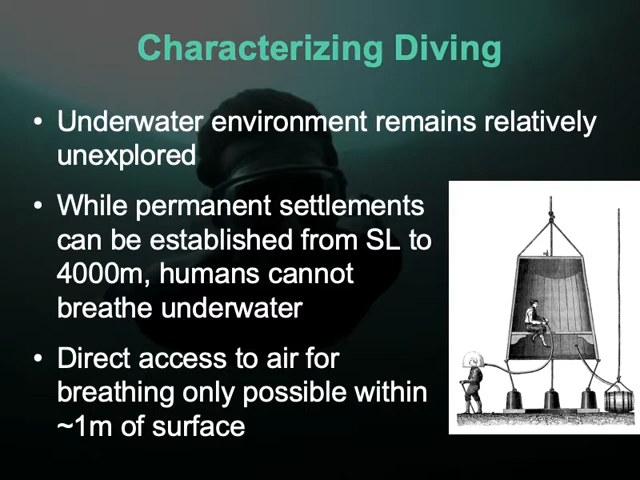 Characterizing Diving
• Underwater environment remains relatively
unexplored
• While permanent settlements
can be established from SL to
4000m, humans cannot
breathe underwater
• Direct access to air for
breathing only possible within
~1m of surface